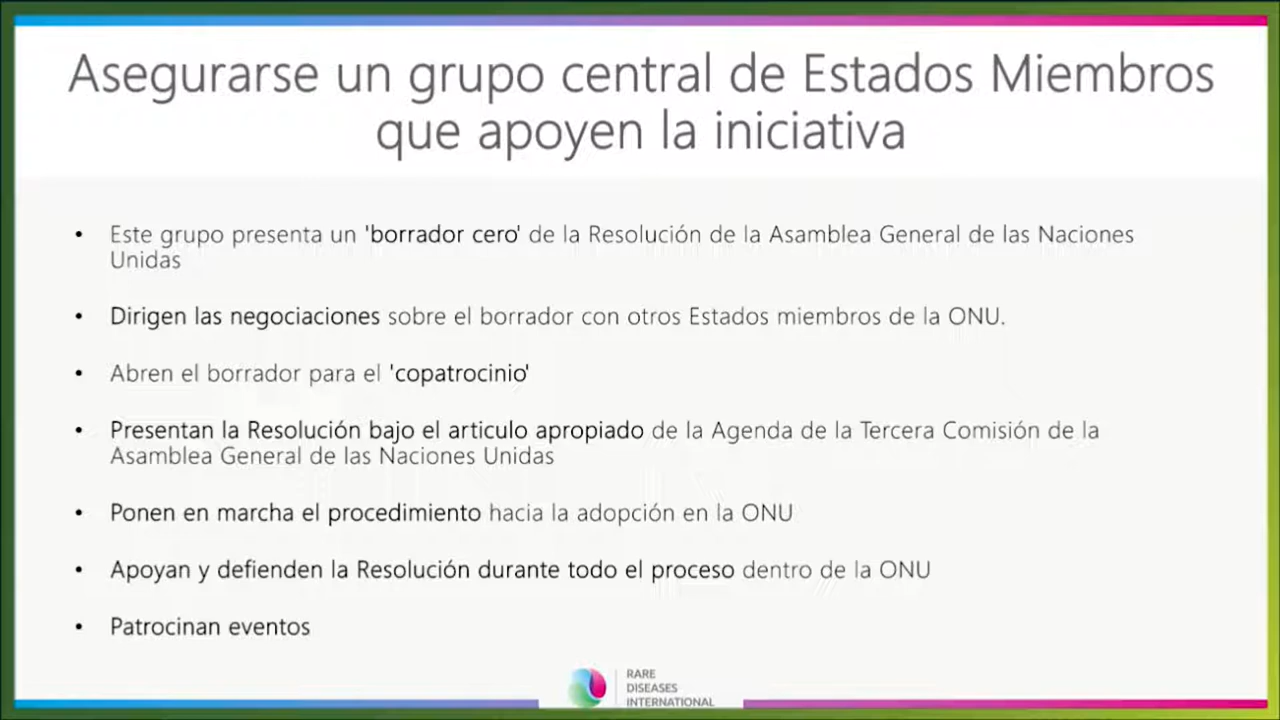 Asegurarse un grupo central de Estados Miembros
que apoyen la iniciativa
• Este grupo presenta un 'borrador cero' de la Resolución de la Asamblea General de las Naciones
Unidas
• Dirigen las negociaciones sobre el borrador con otros Estados miembros de la ONU.
• Abren el borrador para el 'copatrocinio'
• Presentan la Resolución bajo el articulo apropiado de la Agenda de la Tercera Comisión de la
Asamblea General de las Naciones Unidas
• Ponen en marcha el procedimiento hacia la adopción en la ONU
• Apoyan y defienden la Resolución durante todo el proceso dentro de la ONU
• Patrocinan eventos
RARE
DISEASES
INTERNATIONAL